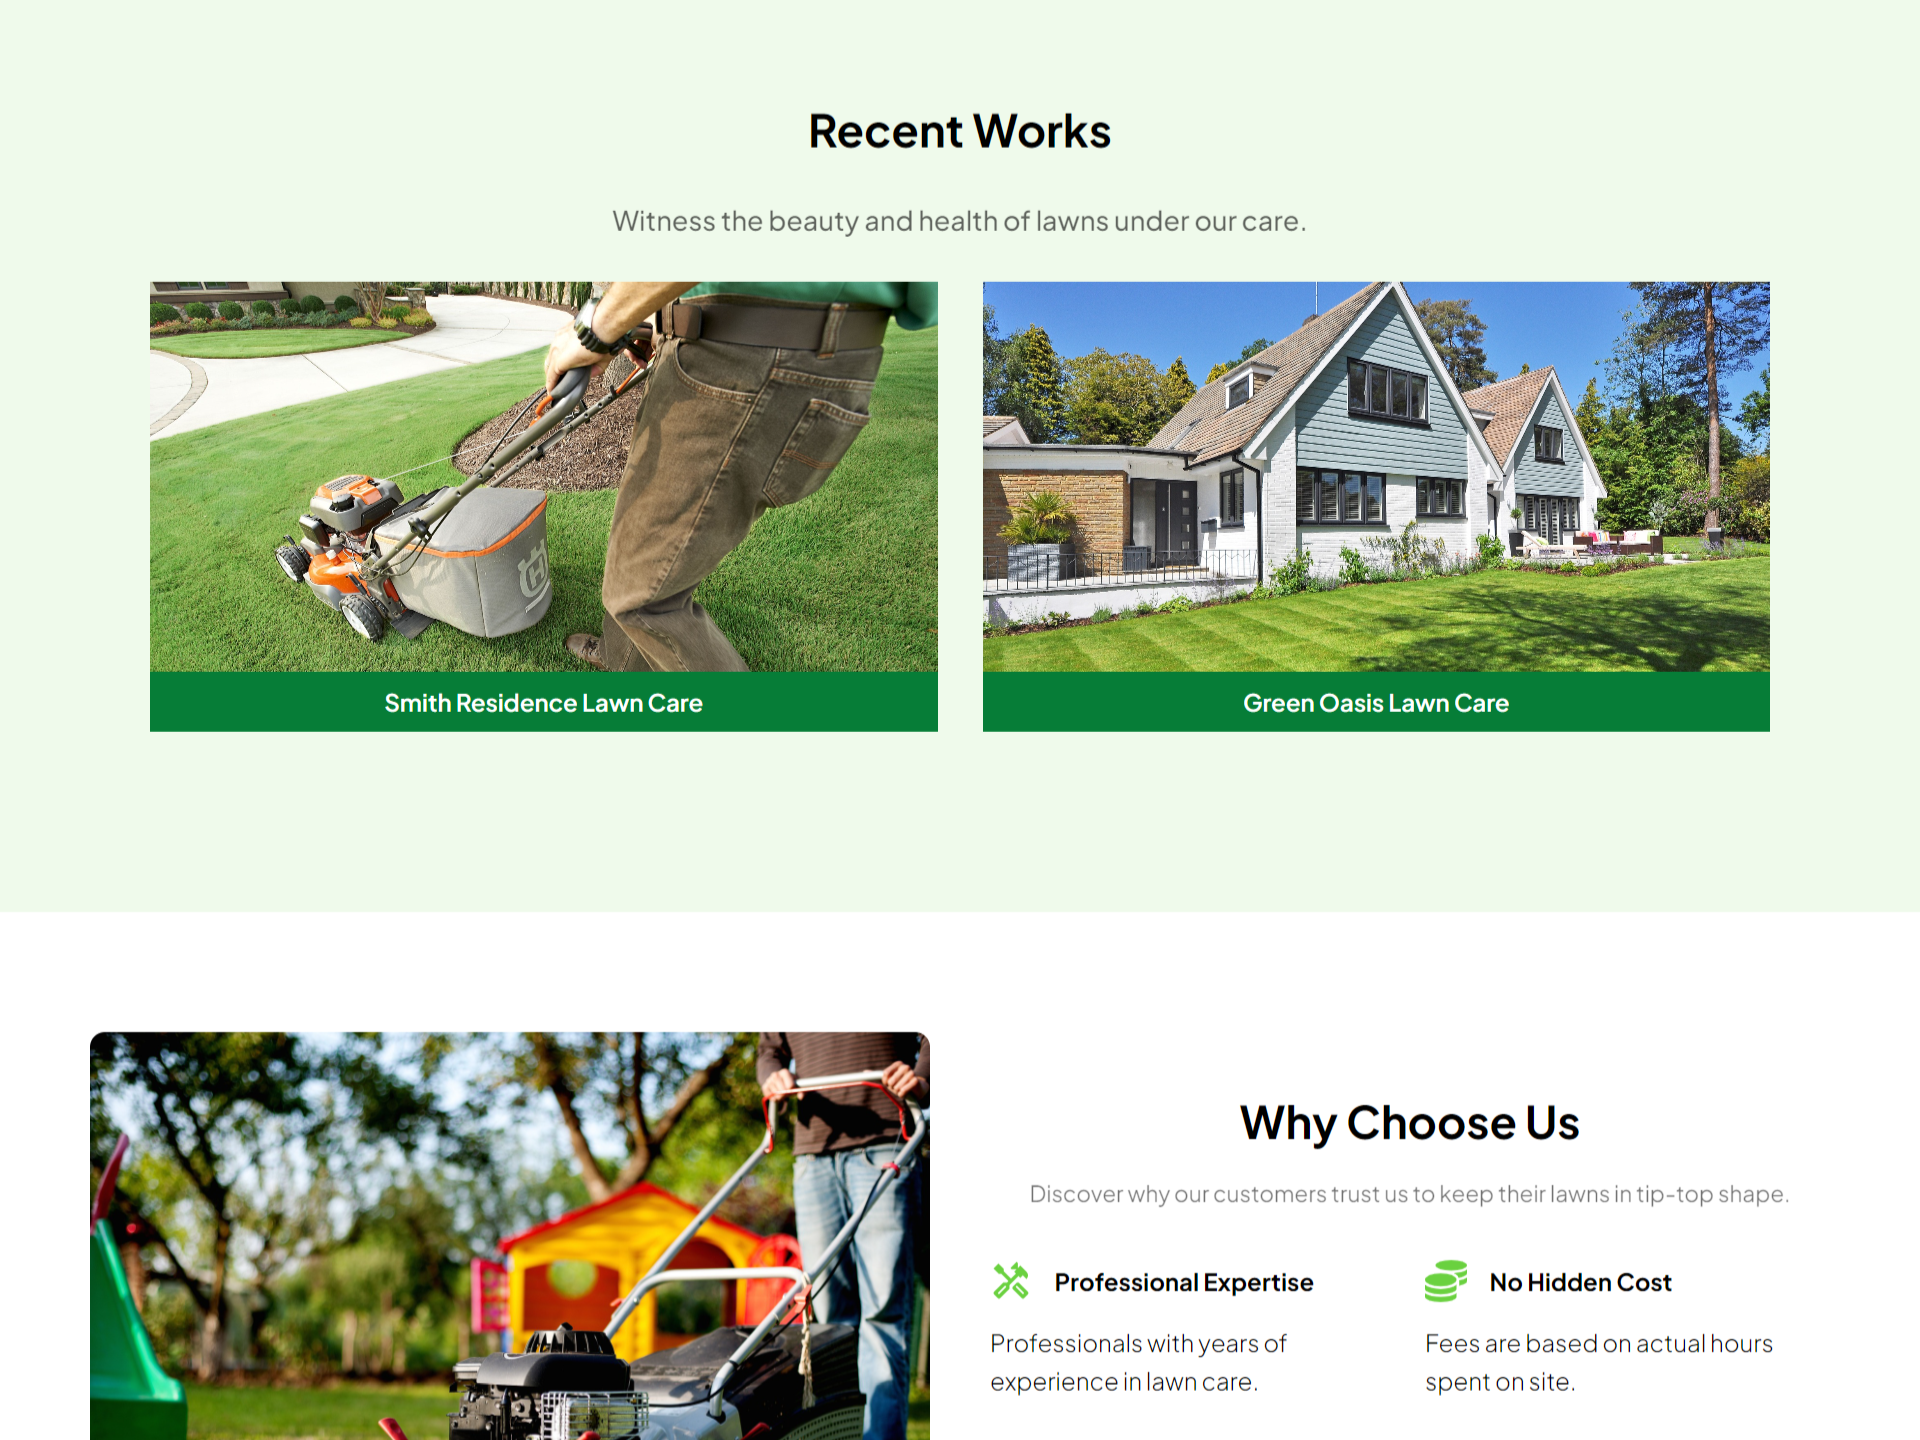 Recent Works
Witness the beauty and health of lawns under our care.
Smith Residence Lawn Care
Green Oasis Lawn Care
Why Choose Us
Discover why our customers trust us to keep their lawns in tip-top shape.
Professional Expertise
Professionals with years of
experience in lawn care.
No Hidden Cost
Fees are based on actual hours
spent on site.